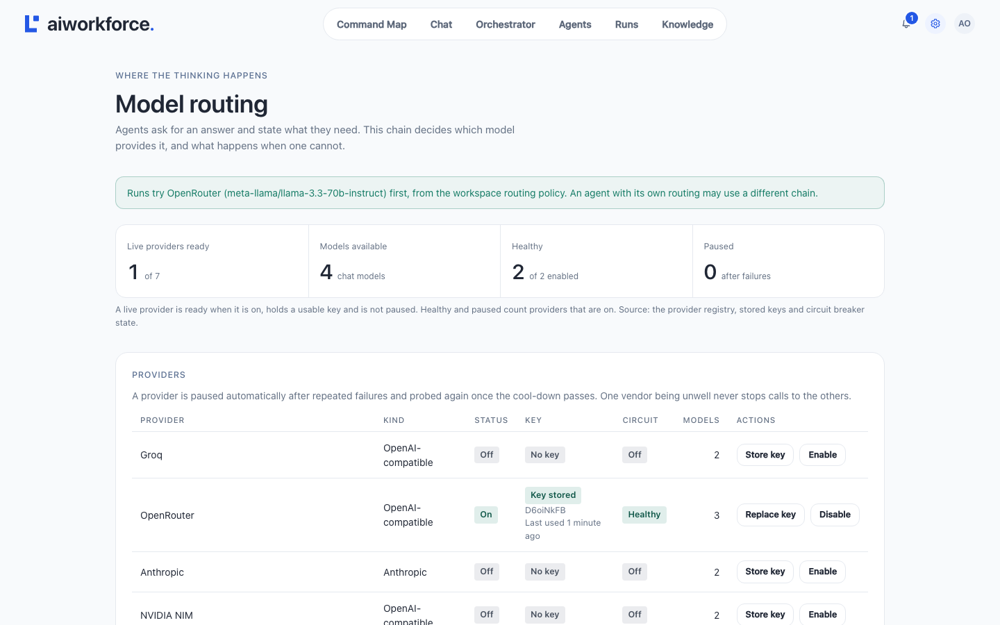 aiworkforce.
Command Map Chat Orchestrator Agents Runs Knowledge
1
AO
WHERE THE THINKING HAPPENS
Model routing
Agents ask for an answer and state what they need. This chain decides which model
provides it, and what happens when one cannot.
Runs try OpenRouter (meta-llama/llama-3.3-70b-instruct) first, from the workspace routing policy. An agent with its own routing may use a different chain.
Live providers ready
1 of 7
Models available
4 chat models
Healthy
2 of 2 enabled
Paused
0 after failures
A live provider is ready when it is on, holds a usable key and is not paused. Healthy and paused count providers that are on. Source: the provider registry, stored keys and circuit breaker
state.
PROVIDERS
A provider is paused automatically after repeated failures and probed again once the cool-down passes. One vendor being unwell never stops calls to the others.
PROVIDER KIND STATUS KEY CIRCUIT MODELS ACTIONS
Groq OpenAI-compatible Off No key Off 2 Store key Enable
OpenRouter OpenAI-compatible On Key stored
D6oiNkFB
Last used 1 minute
ago
Healthy 3 Replace key Disable
Anthropic Anthropic Off No key Off 2 Store key Enable
NVIDIA NIM OpenAI-compatible Off No key Off 2 Store key Enable